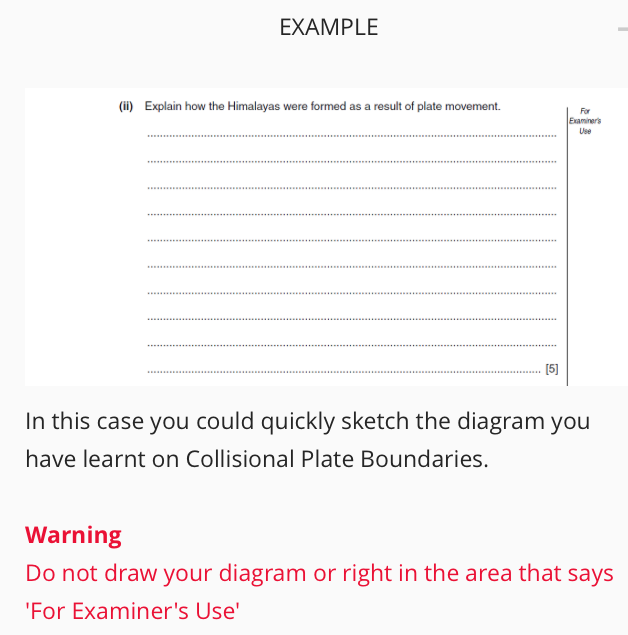 EXAMPLE
(ii) Explain how the Himalayas were formed as a result of plate movement.
For
Examiner's
Use
[5]
In this case you could quickly sketch the diagram you
have learnt on Collisional Plate Boundaries.
Warning
Do not draw your diagram or right in the area that says
'For Examiner's Use'